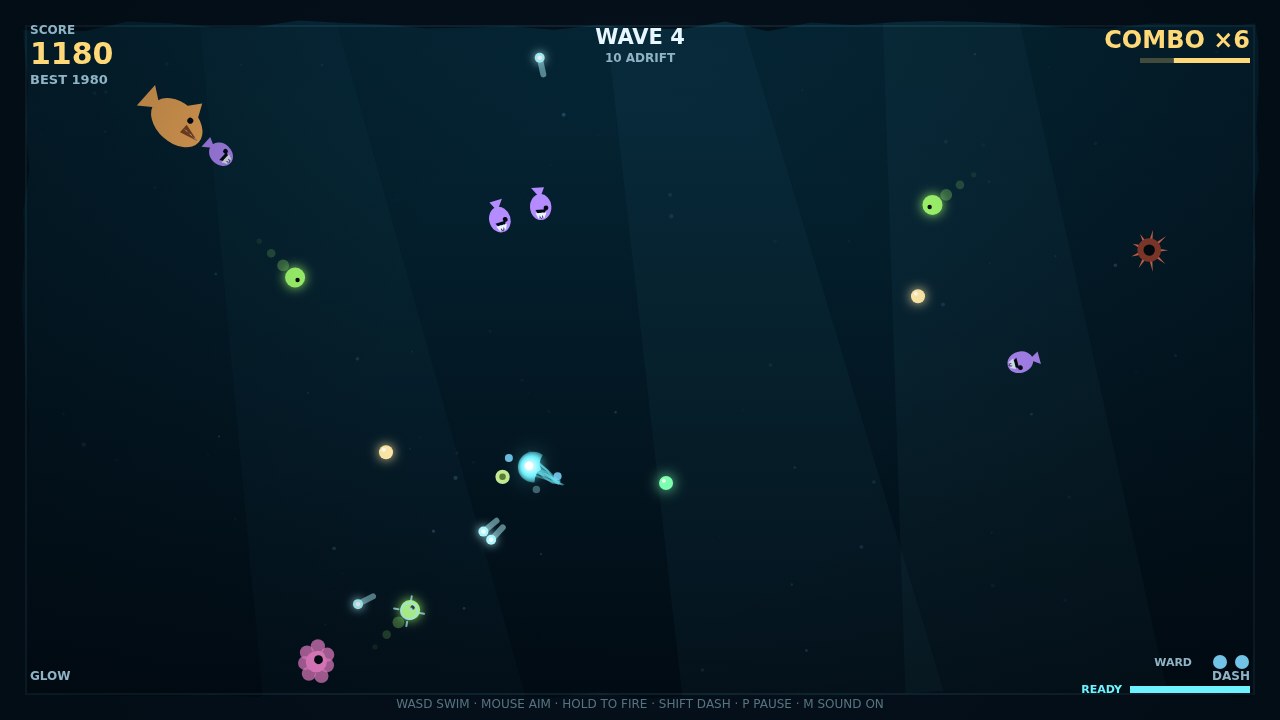 SCORE
1180
BEST 1980
WAVE 4
10 ADRIFT
COMBO ×6
GLOW
WARD
DASH
READY
WASD SWIM · MOUSE AIM · HOLD TO FIRE · SHIFT DASH · P PAUSE · M SOUND ON